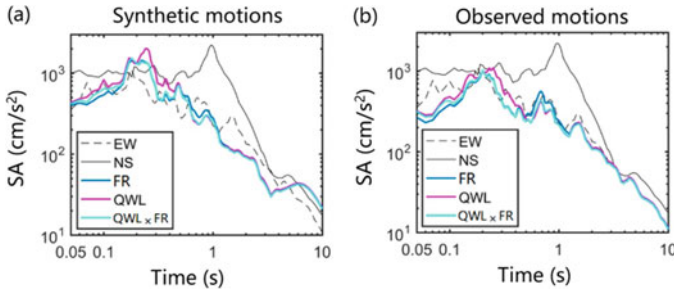 (a) Synthetic motions
SA (cm/s²)
10³
10²
10¹
EW
NS
FR
QWL
QWL × FR
0.05 0.1 1 10
Time (s)
(b) Observed motions
SA (cm/s²)
10³
10²
10¹
EW
NS
FR
QWL
QWL × FR
0.05 0.1 1 10
Time (s)